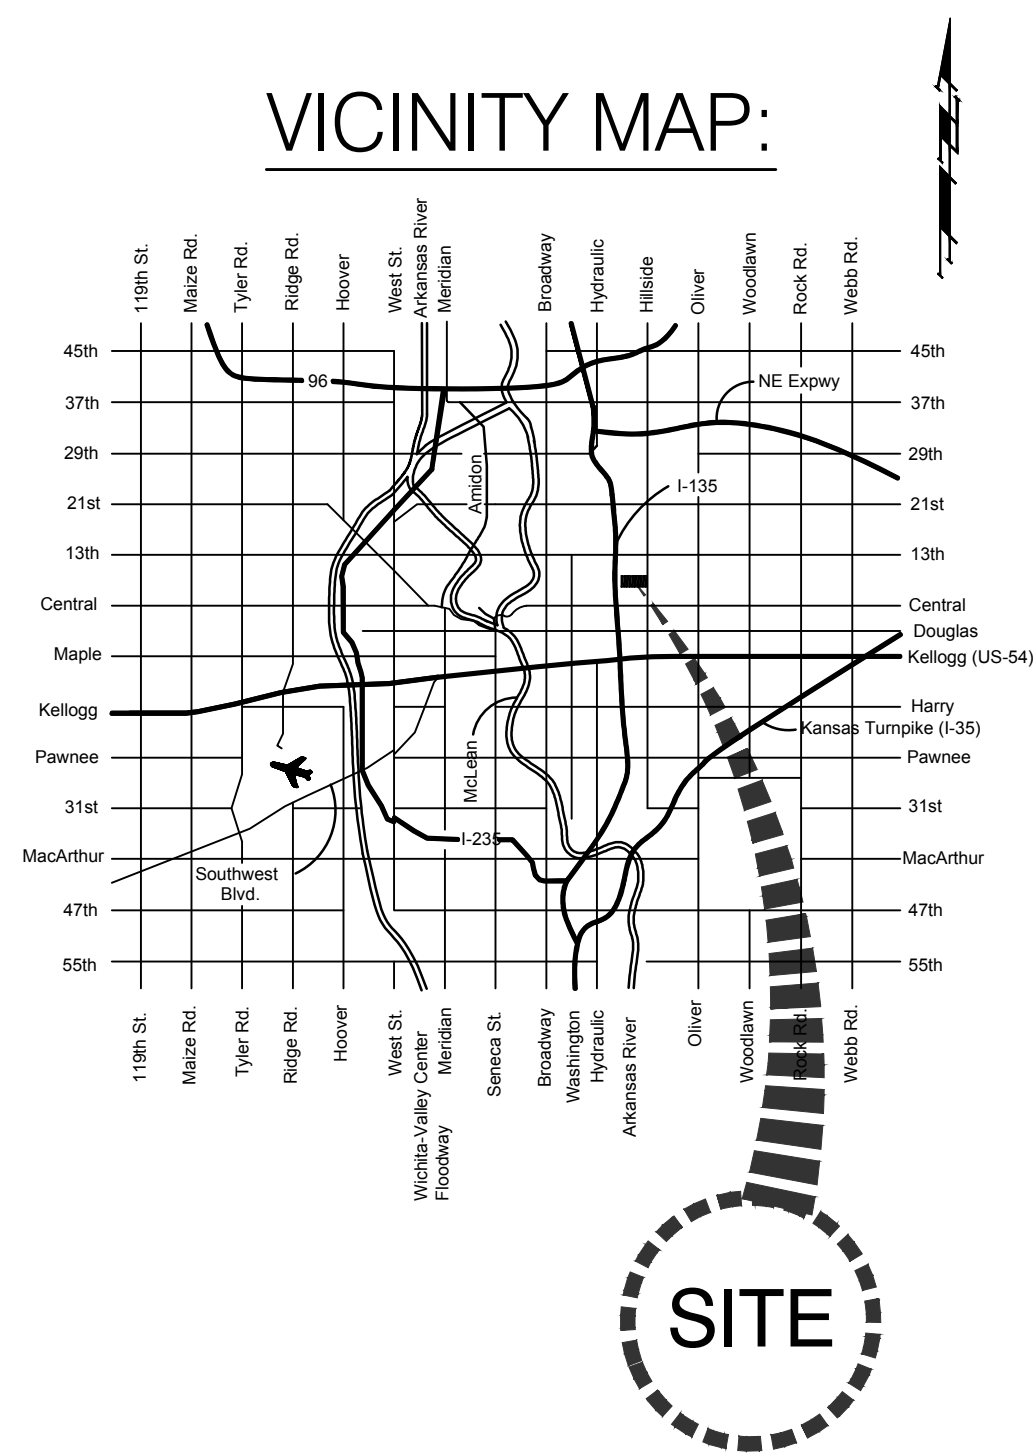 VICINITY MAP:
119th St.
Maize Rd.
Tyler Rd.
Ridge Rd.
Hoover
West St.
Arkansas River
Meridian
Broadway
Hydraulic
Hillside
Oliver
Woodlawn
Rock Rd.
Webb Rd.
45th
45th
96
NE Expwy
37th
37th
29th
29th
Amidon
I-135
21st
21st
13th
13th
Central
Central
Douglas
Maple
Kellogg (US-54)
Kellogg
Harry
Kansas Turnpike (I-35)
Pawnee
Pawnee
McLean
31st
31st
I-235
MacArthur
MacArthur
Southwest
Blvd.
47th
47th
55th
55th
119th St.
Maize Rd.
Tyler Rd.
Ridge Rd.
Hoover
West St.
Wichita-Valley Center
Floodway
Meridian
Seneca St.
Broadway
Washington
Hydraulic
Arkansas River
Oliver
Woodlawn
Rock Rd.
Webb Rd.
SITE